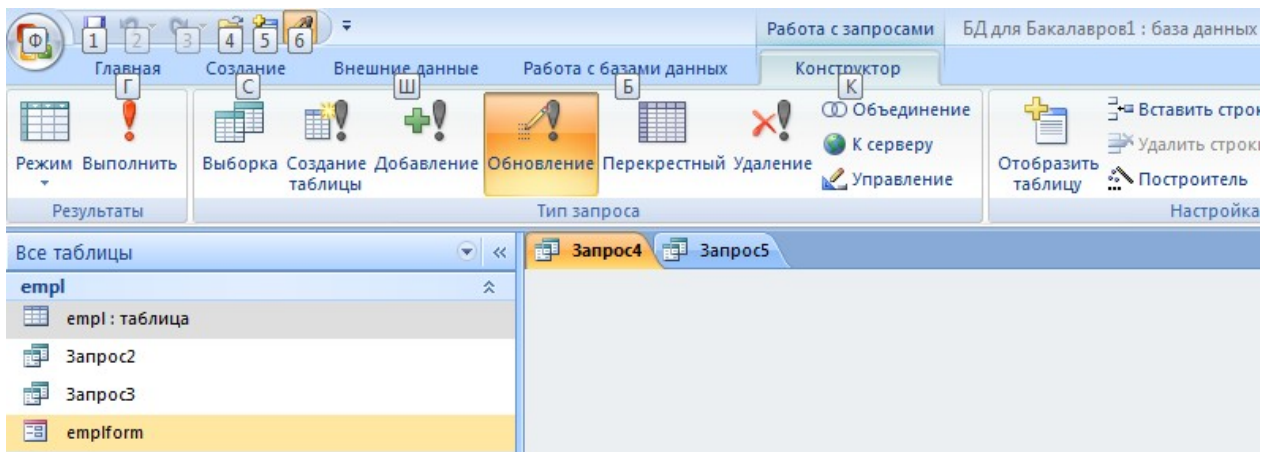 Ф 1 2 3 4 5 6
Работа с запросами БД для Бакалавров1 : база данных
Главная Создание Внешние данные Работа с базами данных Конструктор
Г С Ш Б К
Режим Выполнить Выборка Создание таблицы Добавление Обновление Перекрестный Удаление
Объединение
К серверу
Управление
Отобразить таблицу
Вставить
Удалить
Построитель
Результаты Тип запроса Настройка
Все таблицы
Запрос4 Запрос5
empl
empl : таблица
Запрос2
Запрос3
emplform